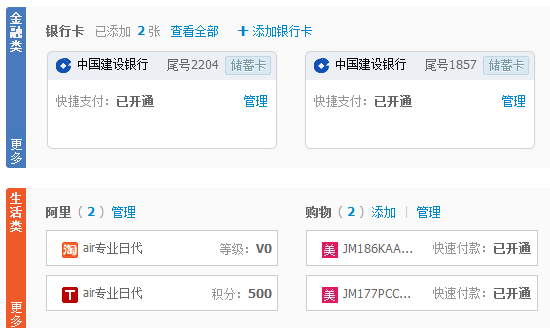 金融类
银行卡 已添加 2 张 查看全部 + 添加银行卡
中国建设银行 尾号2204 储蓄卡
快捷支付：已开通 管理
中国建设银行 尾号1857 储蓄卡
快捷支付：已开通 管理
更多
生活类
阿里（ 2 ） 管理
air专业日代 等级：V0
air专业日代 积分：500
购物（ 2 ） 添加 | 管理
美 JM186KAA... 快速付款：已开通
美 JM177PCC... 快速付款：已开通
更多